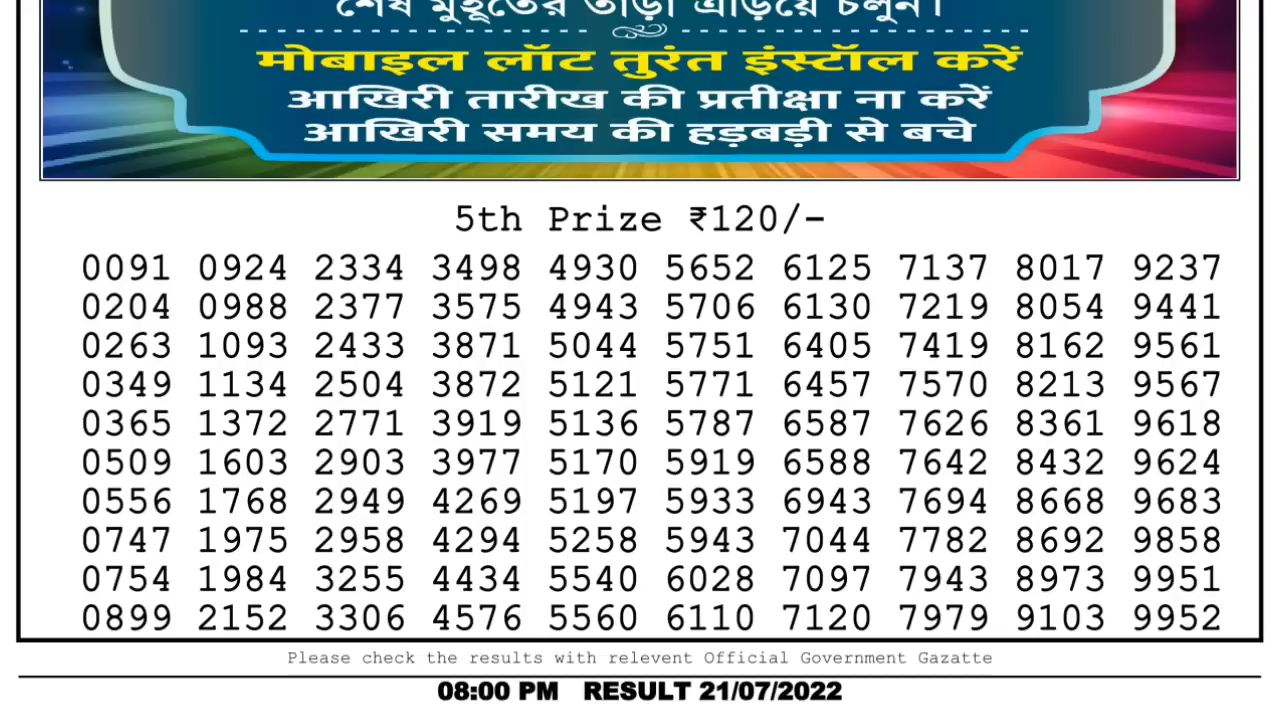 শেষ মুহূর্তের তাড়া এড়িয়ে চলুন।
मोबाइल लॉट तुरंत इंस्टॉल करें
आखिरी तारीख की प्रतीक्षा ना करें
आखिरी समय की हड़बड़ी से बचे
5th Prize ₹120/-
0091 0924 2334 3498 4930 5652 6125 7137 8017 9237
0204 0988 2377 3575 4943 5706 6130 7219 8054 9441
0263 1093 2433 3871 5044 5751 6405 7419 8162 9561
0349 1134 2504 3872 5121 5771 6457 7570 8213 9567
0365 1372 2771 3919 5136 5787 6587 7626 8361 9618
0509 1603 2903 3977 5170 5919 6588 7642 8432 9624
0556 1768 2949 4269 5197 5933 6943 7694 8668 9683
0747 1975 2958 4294 5258 5943 7044 7782 8692 9858
0754 1984 3255 4434 5540 6028 7097 7943 8973 9951
0899 2152 3306 4576 5560 6110 7120 7979 9103 9952
Please check the results with relevent Official Government Gazatte
08:00 PM RESULT 21/07/2022